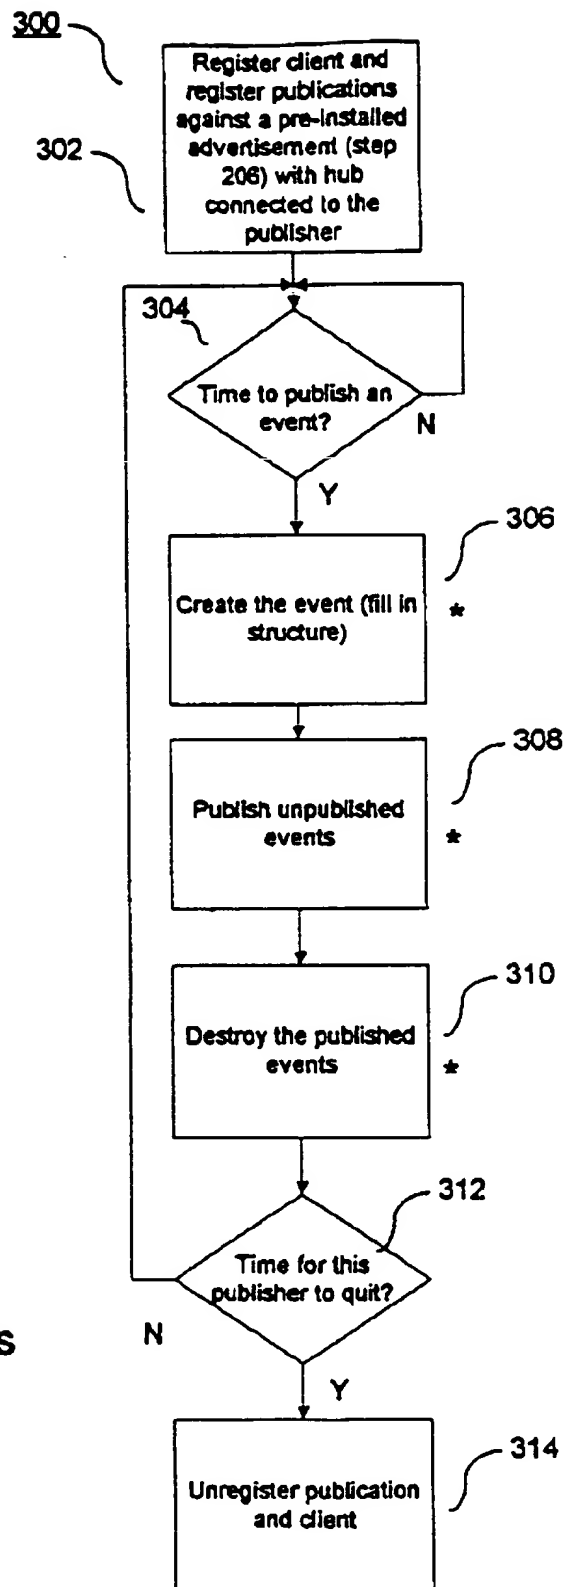 300
Register client and
register publications
against a pre-installed
advertisement (step
206) with hub
connected to the
publisher
302
304
Time to publish an
event?
N
Y
306
Create the event (fill in
structure)
*
308
Publish unpublished
events
*
310
Destroy the published
events
*
312
Time for this
publisher to quit?
N
S
Y
314
Unregister publication
and client